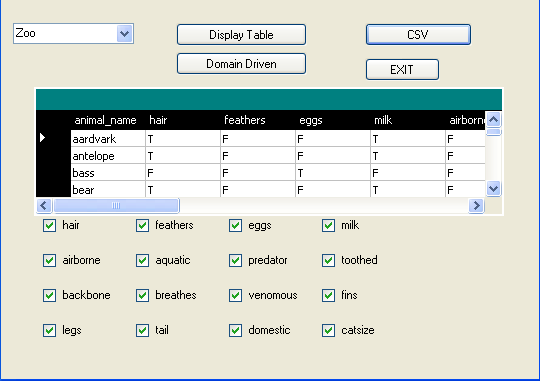 Zoo Display Table CSV
Domain Driven EXIT
animal_name hair feathers eggs milk airborn
aardvark T F F T F
antelope T F F T F
bass F F T F F
bear T F F T F
hair feathers eggs milk
airborne aquatic predator toothed
backbone breathes venomous fins
legs tail domestic catsize